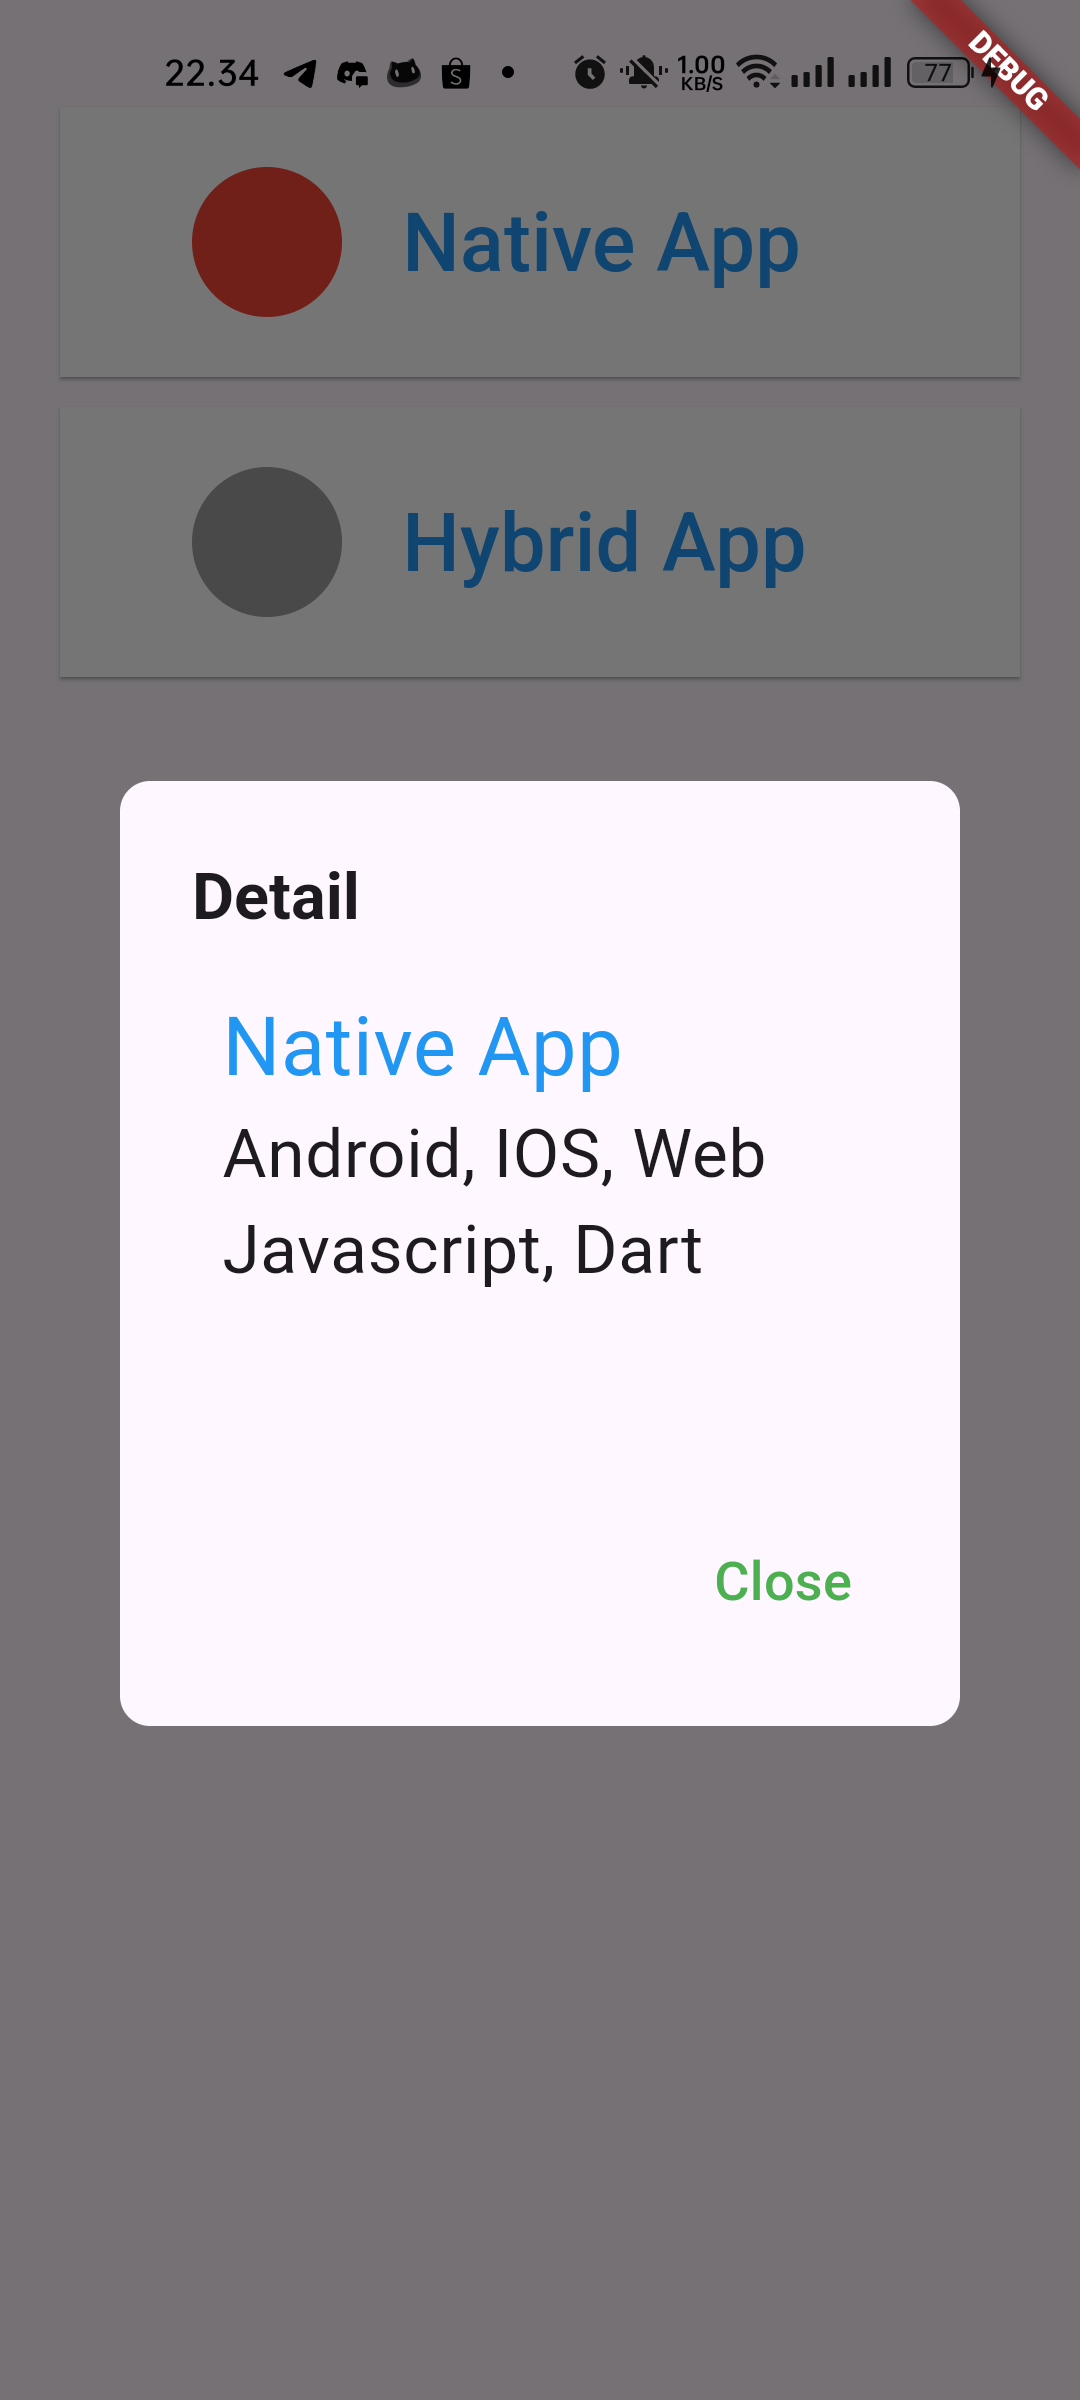 22.34
1.00
KB/S
77
DEBUG
Native App
Hybrid App
Detail
Native App
Android, IOS, Web
Javascript, Dart
Close